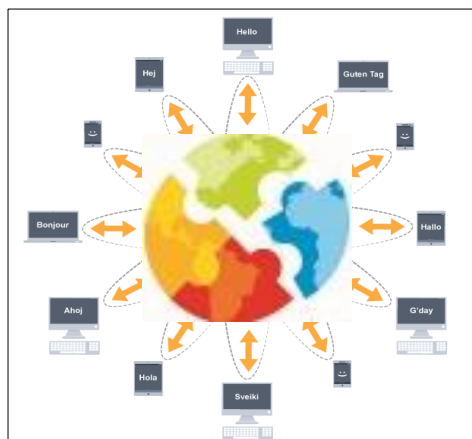 Hello
Hej
Guten Tag
Bonjour
Hallo
Ahoj
G'day
Hola
Sveiki